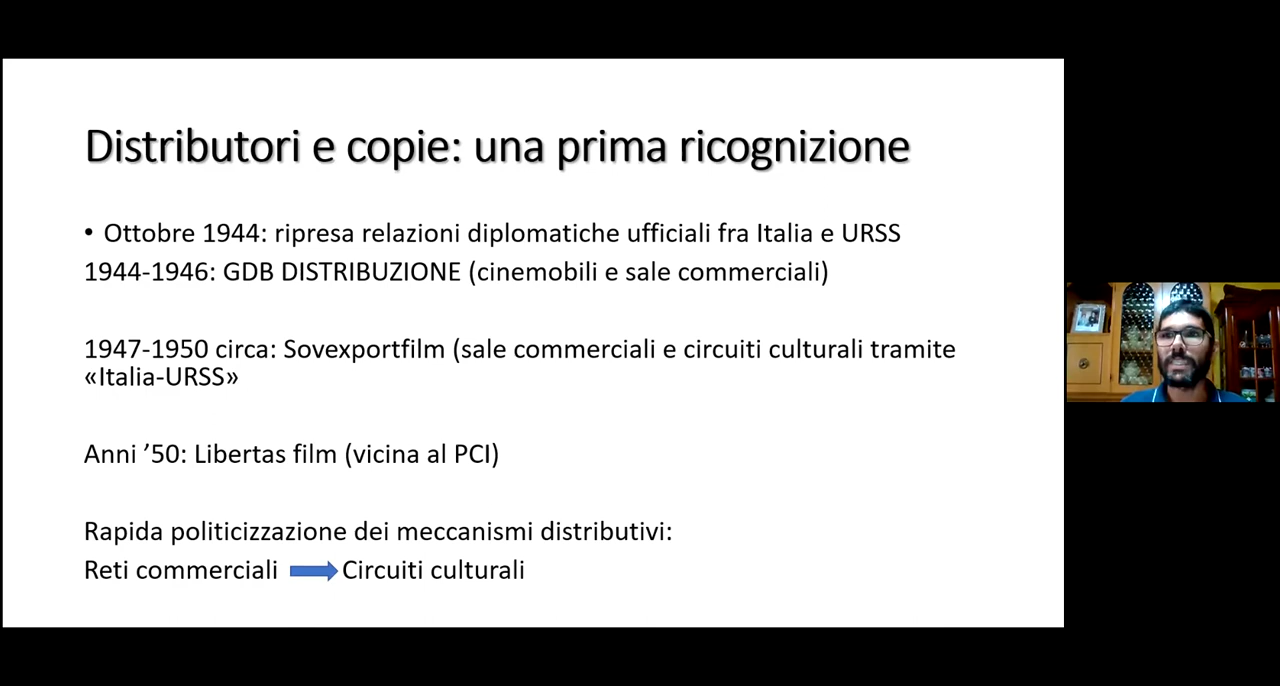 Distributori e copie: una prima ricognizione
• Ottobre 1944: ripresa relazioni diplomatiche ufficiali fra Italia e URSS
1944-1946: GDB DISTRIBUZIONE (cinemobili e sale commerciali)
1947-1950 circa: Sovexportfilm (sale commerciali e circuiti culturali tramite
«Italia-URSS»
Anni ’50: Libertas film (vicina al PCI)
Rapida politicizzazione dei meccanismi distributivi:
Reti commerciali Circuiti culturali